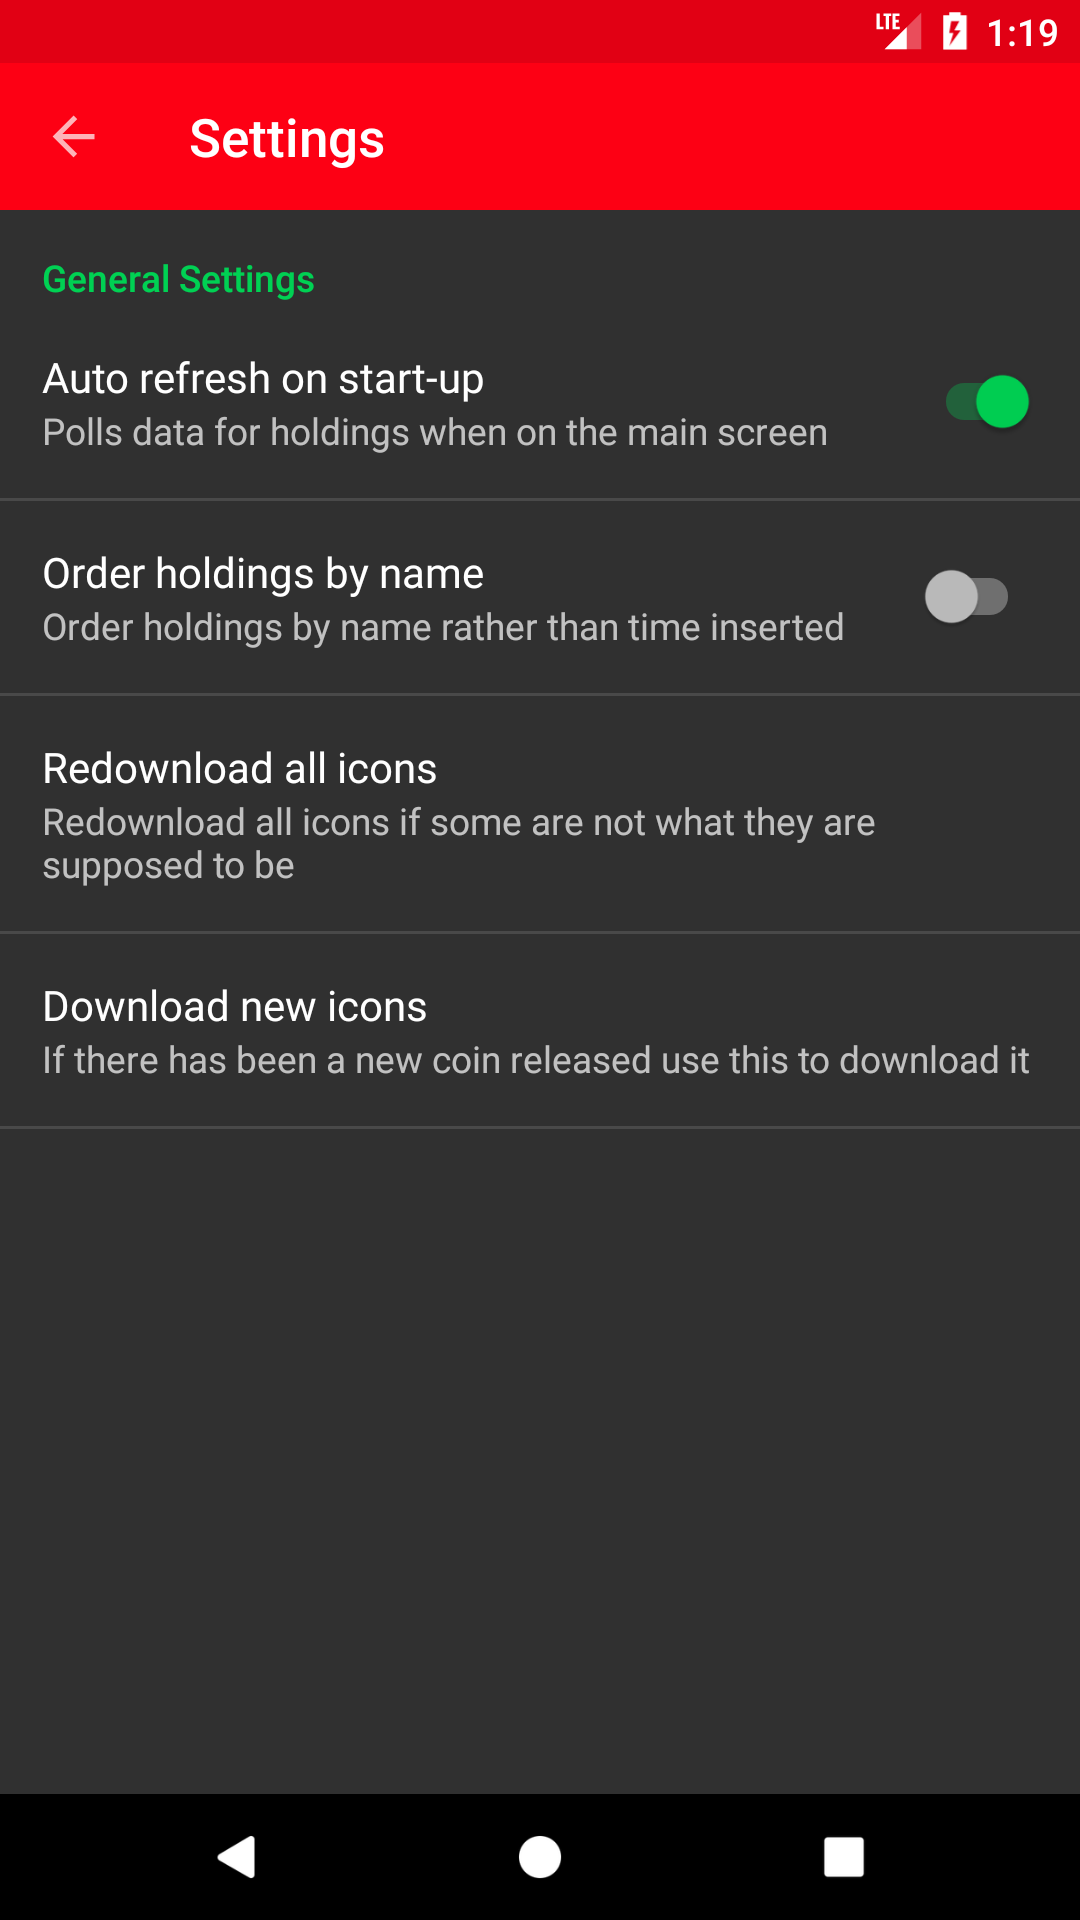 LTE 1:19
Settings
General Settings
Auto refresh on start-up
Polls data for holdings when on the main screen
Order holdings by name
Order holdings by name rather than time inserted
Redownload all icons
Redownload all icons if some are not what they are
supposed to be
Download new icons
If there has been a new coin released use this to download it